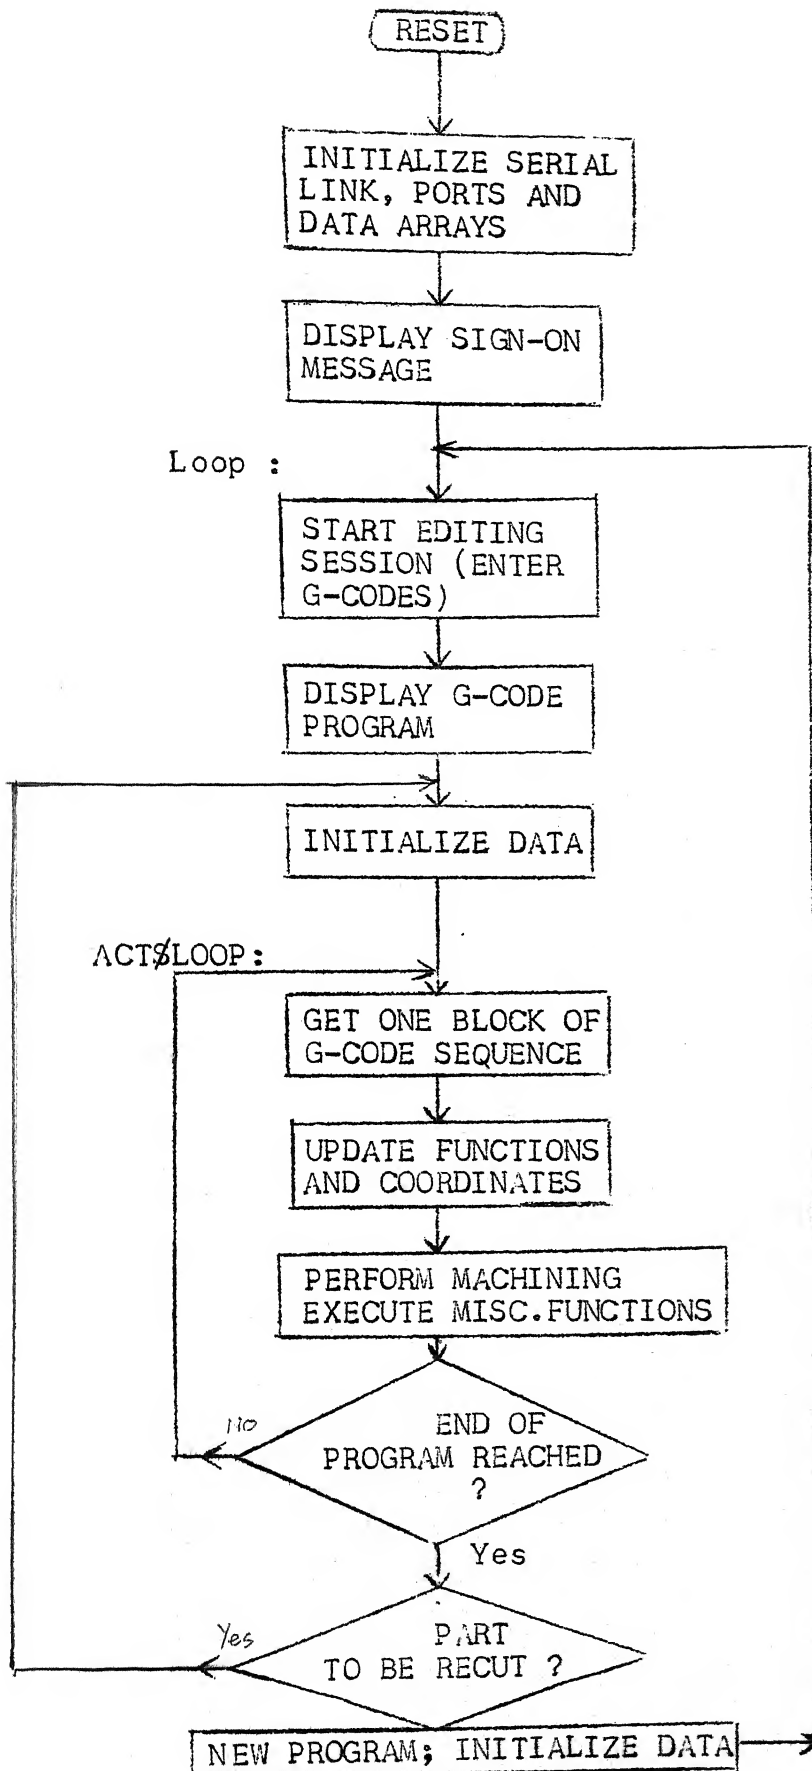 RESET
INITIALIZE SERIAL
LINK, PORTS AND
DATA ARRAYS
DISPLAY SIGN-ON
MESSAGE
Loop :
START EDITING
SESSION (ENTER
G-CODES)
DISPLAY G-CODE
PROGRAM
INITIALIZE DATA
ACT$LOOP:
GET ONE BLOCK OF
G-CODE SEQUENCE
UPDATE FUNCTIONS
AND COORDINATES
PERFORM MACHINING
EXECUTE MISC.FUNCTIONS
No
END OF
PROGRAM REACHED
?
Yes
Yes
PART
TO BE RECUT ?
NEW PROGRAM; INITIALIZE DATA